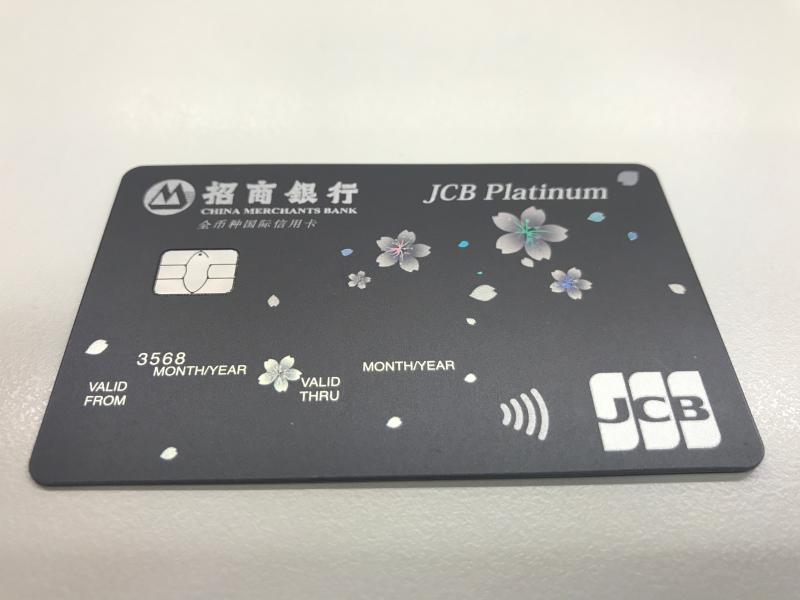 招商銀行
CHINA MERCHANTS BANK
全币种国际信用卡
JCB Platinum
3568
MONTH/YEAR
MONTH/YEAR
VALID
FROM
VALID
THRU
JCB